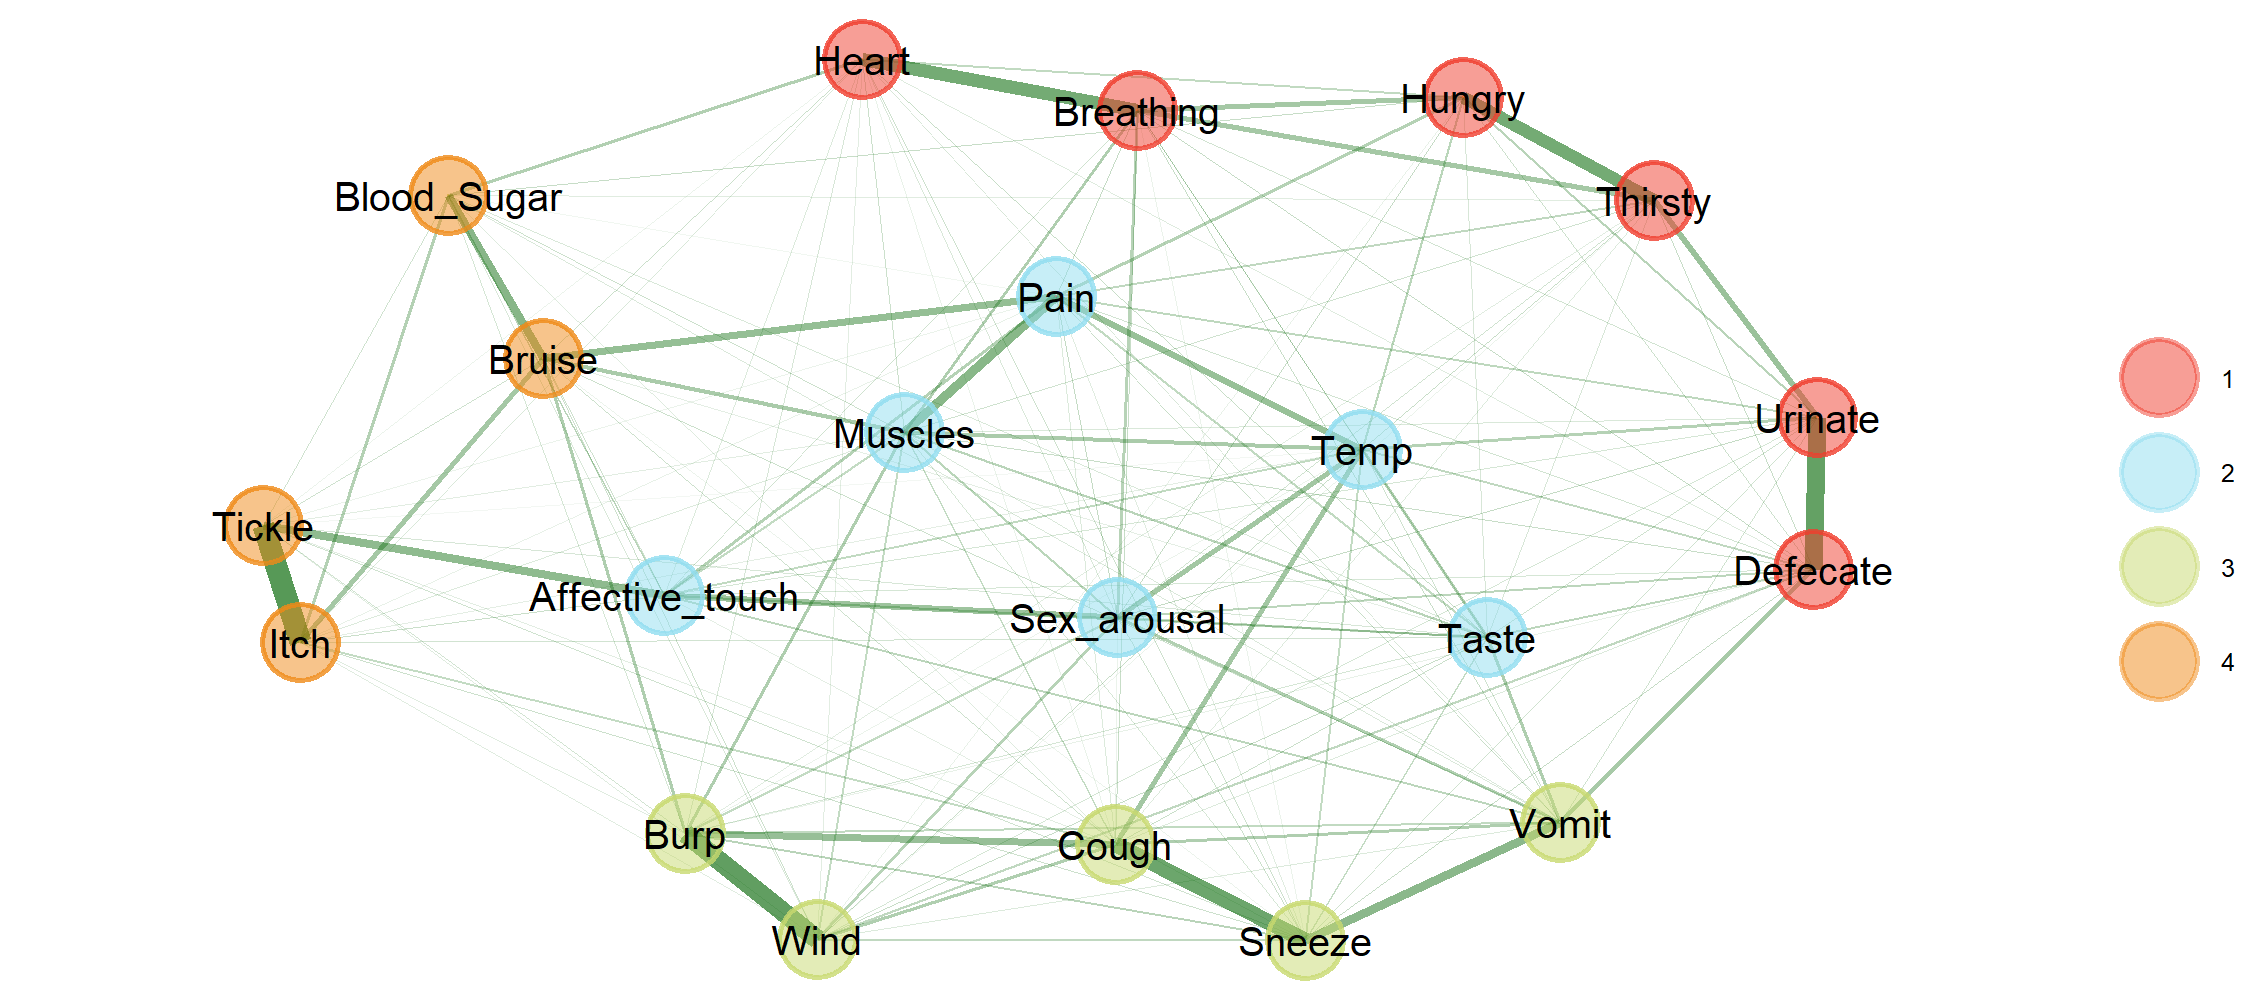 Heart
Breathing
Hungry
Thirsty
Blood_Sugar
Pain
Bruise
Muscles
Temp
Urinate
Tickle
Affective_touch
Sex_arousal
Taste
Defecate
Itch
Burp
Cough
Vomit
Wind
Sneeze
1
2
3
4